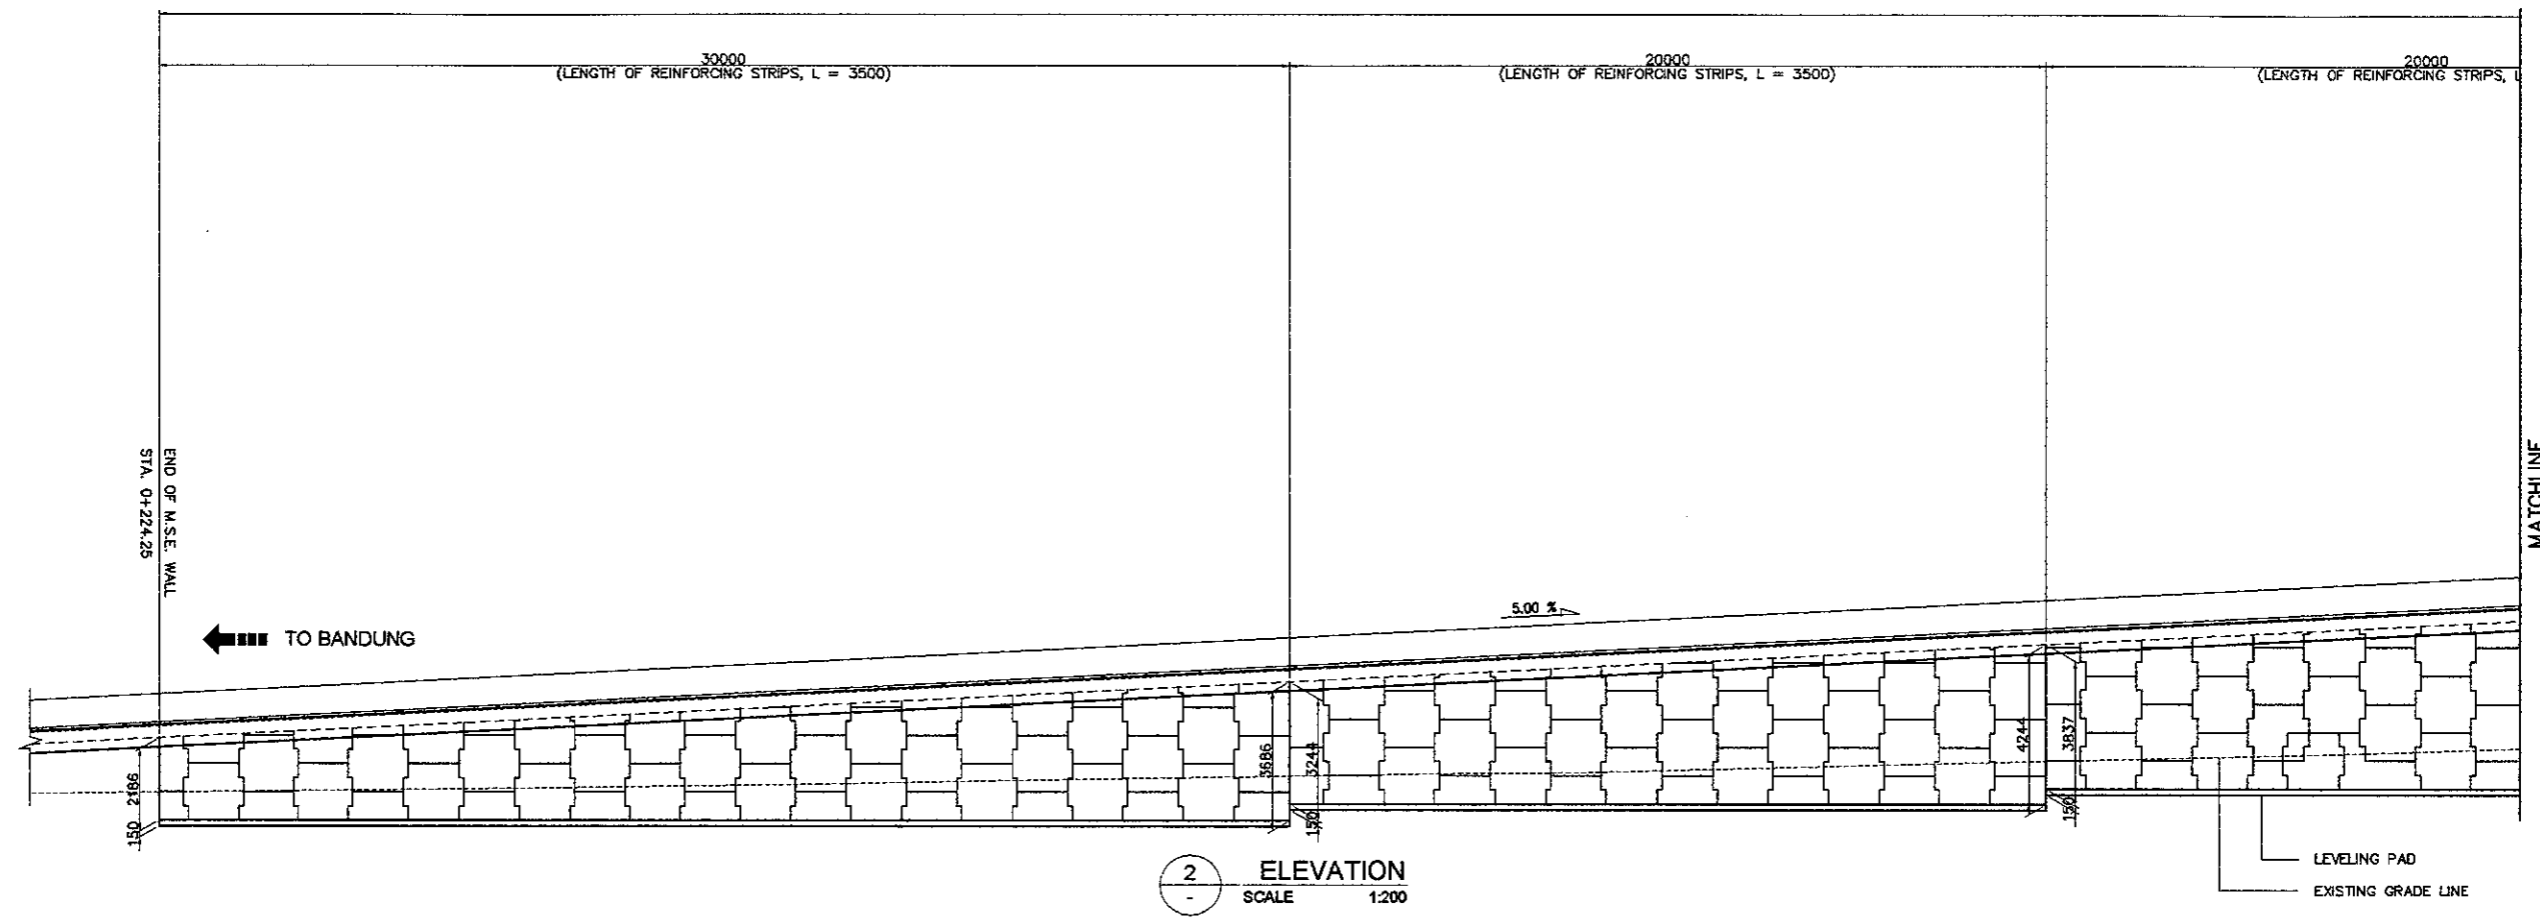 30000
(LENGTH OF REINFORCING STRIPS, L = 3500)
20000
(LENGTH OF REINFORCING STRIPS, L = 3500)
20000
(LENGTH OF REINFORCING STRIPS, L
END OF M.S.E. WALL
STA. 0+224.25
MATCHLINE
TO BANDUNG
5.00 %
2186
150
3686
3244
150
4244
3837
150
LEVELING PAD
EXISTING GRADE LINE
2
-
ELEVATION
SCALE 1:200